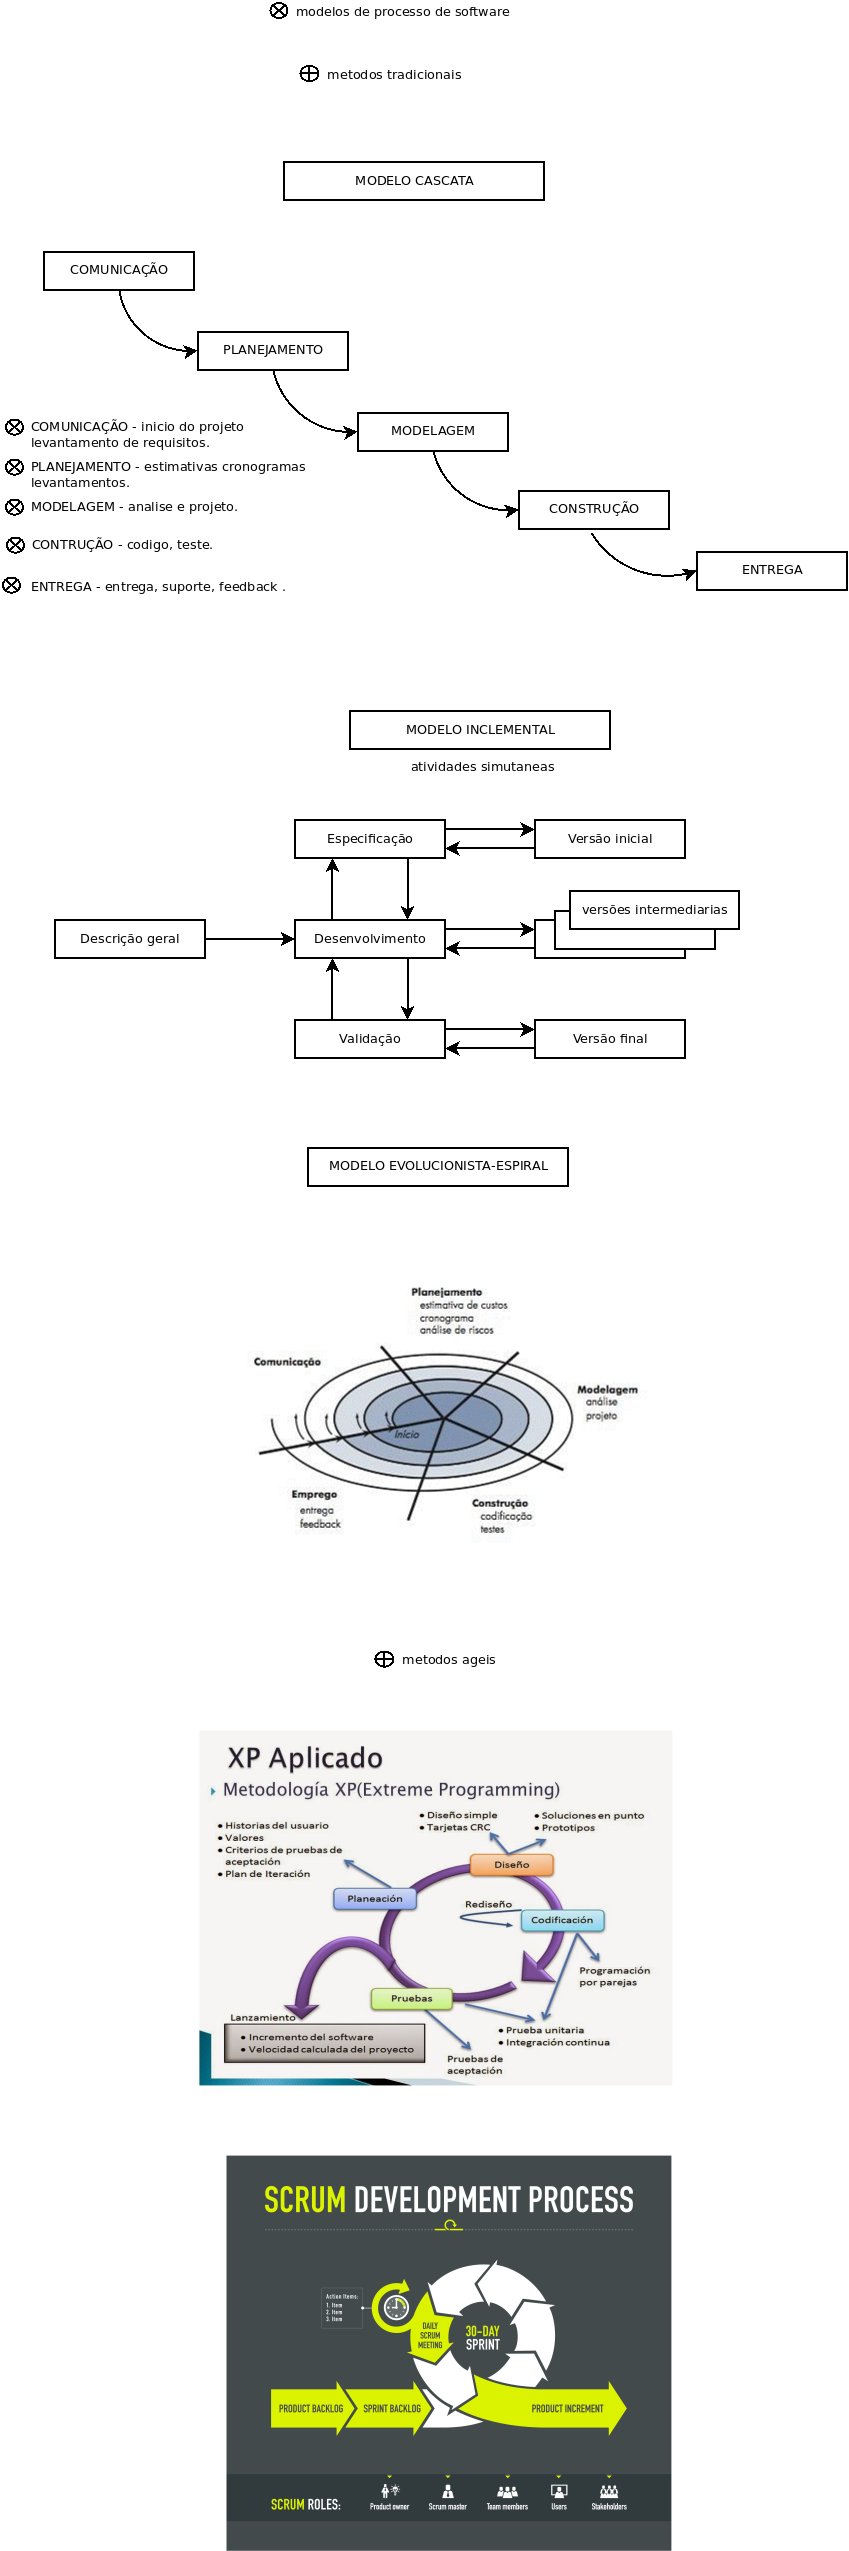 modelos de processo de software
metodos tradicionais
MODELO CASCATA
COMUNICAÇÃO
PLANEJAMENTO
MODELAGEM
CONSTRUÇÃO
ENTREGA
COMUNICAÇÃO - inicio do projeto
levantamento de requisitos.
PLANEJAMENTO - estimativas cronogramas
levantamentos.
MODELAGEM - analise e projeto.
CONTRUÇÃO - codigo, teste.
ENTREGA - entrega, suporte, feedback .
MODELO INCLEMENTAL
atividades simutaneas
Especificação
Versão inicial
versões intermediarias
Descrição geral
Desenvolvimento
Validação
Versão final
MODELO EVOLUCIONISTA-ESPIRAL
Planejamento
estimativa de custos
cronograma
análise de riscos
Comunicação
Modelagem
análise
projeto
Início
Emprego
entrega
feedback
Construção
codificação
testes
metodos ageis
XP Aplicado
Metodología XP(Extreme Programming)
• Historias del usuario
• Valores
• Criterios de pruebas de
aceptación
• Plan de Iteración
• Diseño simple
• Tarjetas CRC
• Soluciones en punto
• Prototipos
Diseño
Planeación
Rediseño
Codificación
Programación
por parejas
Pruebas
Lanzamiento
• Incremento del software
• Velocidad calculada del proyecto
• Prueba unitaria
• Integración continua
Pruebas de
aceptación
SCRUM DEVELOPMENT PROCESS
Action Items:
1. Item
2. Item
3. Item
DAILY
SCRUM
MEETING
30-DAY
SPRINT
PRODUCT BACKLOG
SPRINT BACKLOG
PRODUCT INCREMENT
SCRUM ROLES:
Product owner
Scrum master
Team members
Users
Stakeholders